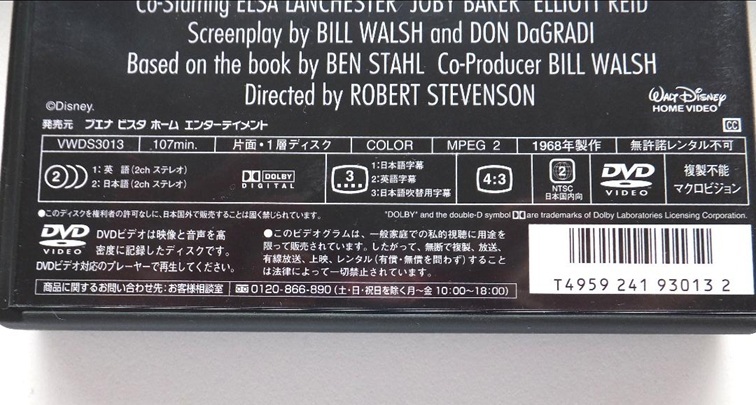 Co-Starring ELSA LANCHESTER JOBY BAKER ELLIOTT REID
Screenplay by BILL WALSH and DON DaGRADI
Based on the book by BEN STAHL Co-Producer BILL WALSH
Directed by ROBERT STEVENSON
©Disney.
WALT DISNEY
HOME VIDEO
発売元 ブエナ ビスタ ホーム エンターテイメント
CC
VWDS3013 107min. 片面・1層ディスク COLOR MPEG 2 1968年製作 無許諾レンタル不可
2 1: 英語(2ch ステレオ)
2: 日本語(2ch ステレオ)
DOLBY
DIGITAL
3 1:日本語字幕
2:英語字幕
3:日本語吹替用字幕
4:3
2
NTSC
日本国内向
DVD
VIDEO
複製不能
マクロビジョン
●このディスクを権利者の許可なしに、日本国外で販売することは固く禁じられています。
"DOLBY" and the double-D symbol are trademarks of Dolby Laboratories Licensing Corporation.
DVD
VIDEO
DVDビデオは映像と音声を高
密度に記録したディスクです。
DVDビデオ対応のプレーヤーで再生してください。
●このビデオグラムは、一般家庭での私的視聴に用途を
限って販売されています。したがって、無断で複製、放送、
有線放送、上映、レンタル(有償・無償を問わず)すること
は法律によって一切禁止されています。
商品に関するお問い合わせ先:お客様相談室 0120-866-890 (土・日・祝日を除く月～金 10:00～18:00)
T4959 241 93013 2